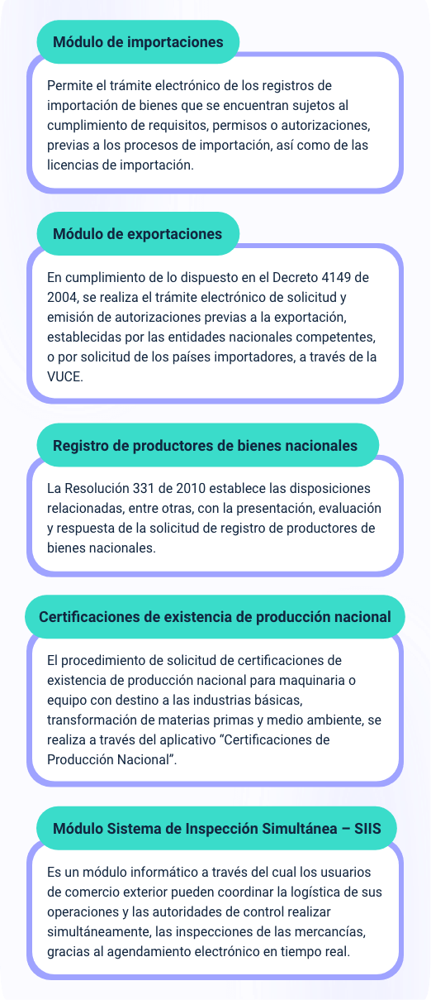 Módulo de importaciones
Permite el trámite electrónico de los registros de
importación de bienes que se encuentran sujetos al
cumplimiento de requisitos, permisos o autorizaciones,
previas a los procesos de importación, así como de las
licencias de importación.
Módulo de exportaciones
En cumplimiento de lo dispuesto en el Decreto 4149 de
2004, se realiza el trámite electrónico de solicitud y
emisión de autorizaciones previas a la exportación,
establecidas por las entidades nacionales competentes,
o por solicitud de los países importadores, a través de la
VUCE.
Registro de productores de bienes nacionales
La Resolución 331 de 2010 establece las disposiciones
relacionadas, entre otras, con la presentación, evaluación
y respuesta de la solicitud de registro de productores de
bienes nacionales.
Certificaciones de existencia de producción nacional
El procedimiento de solicitud de certificaciones de
existencia de producción nacional para maquinaria o
equipo con destino a las industrias básicas,
transformación de materias primas y medio ambiente, se
realiza a través del aplicativo “Certificaciones de
Producción Nacional”.
Módulo Sistema de Inspección Simultánea – SIIS
Es un módulo informático a través del cual los usuarios
de comercio exterior pueden coordinar la logística de sus
operaciones y las autoridades de control realizar
simultáneamente, las inspecciones de las mercancías,
gracias al agendamiento electrónico en tiempo real.